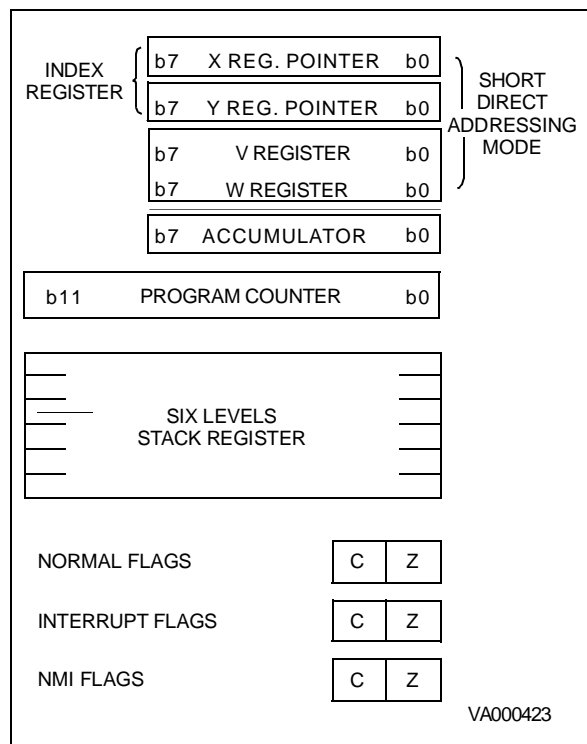 INDEX
REGISTER
b7 X REG. POINTER b0
b7 Y REG. POINTER b0
b7 V REGISTER b0
b7 W REGISTER b0
SHORT
DIRECT
ADDRESSING
MODE
b7 ACCUMULATOR b0
b11 PROGRAM COUNTER b0
SIX LEVELS
STACK REGISTER
NORMAL FLAGS C Z
INTERRUPT FLAGS C Z
NMI FLAGS C Z
VA000423